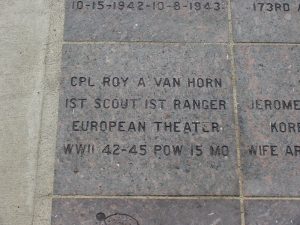 10-15-1942-10-8-1943
173RD A
CPL ROY A VAN HORN
1ST SCOUT 1ST RANGER
EUROPEAN THEATER
WWII 42-45 POW 15 MO
JEROME
KOR
WIFE AR